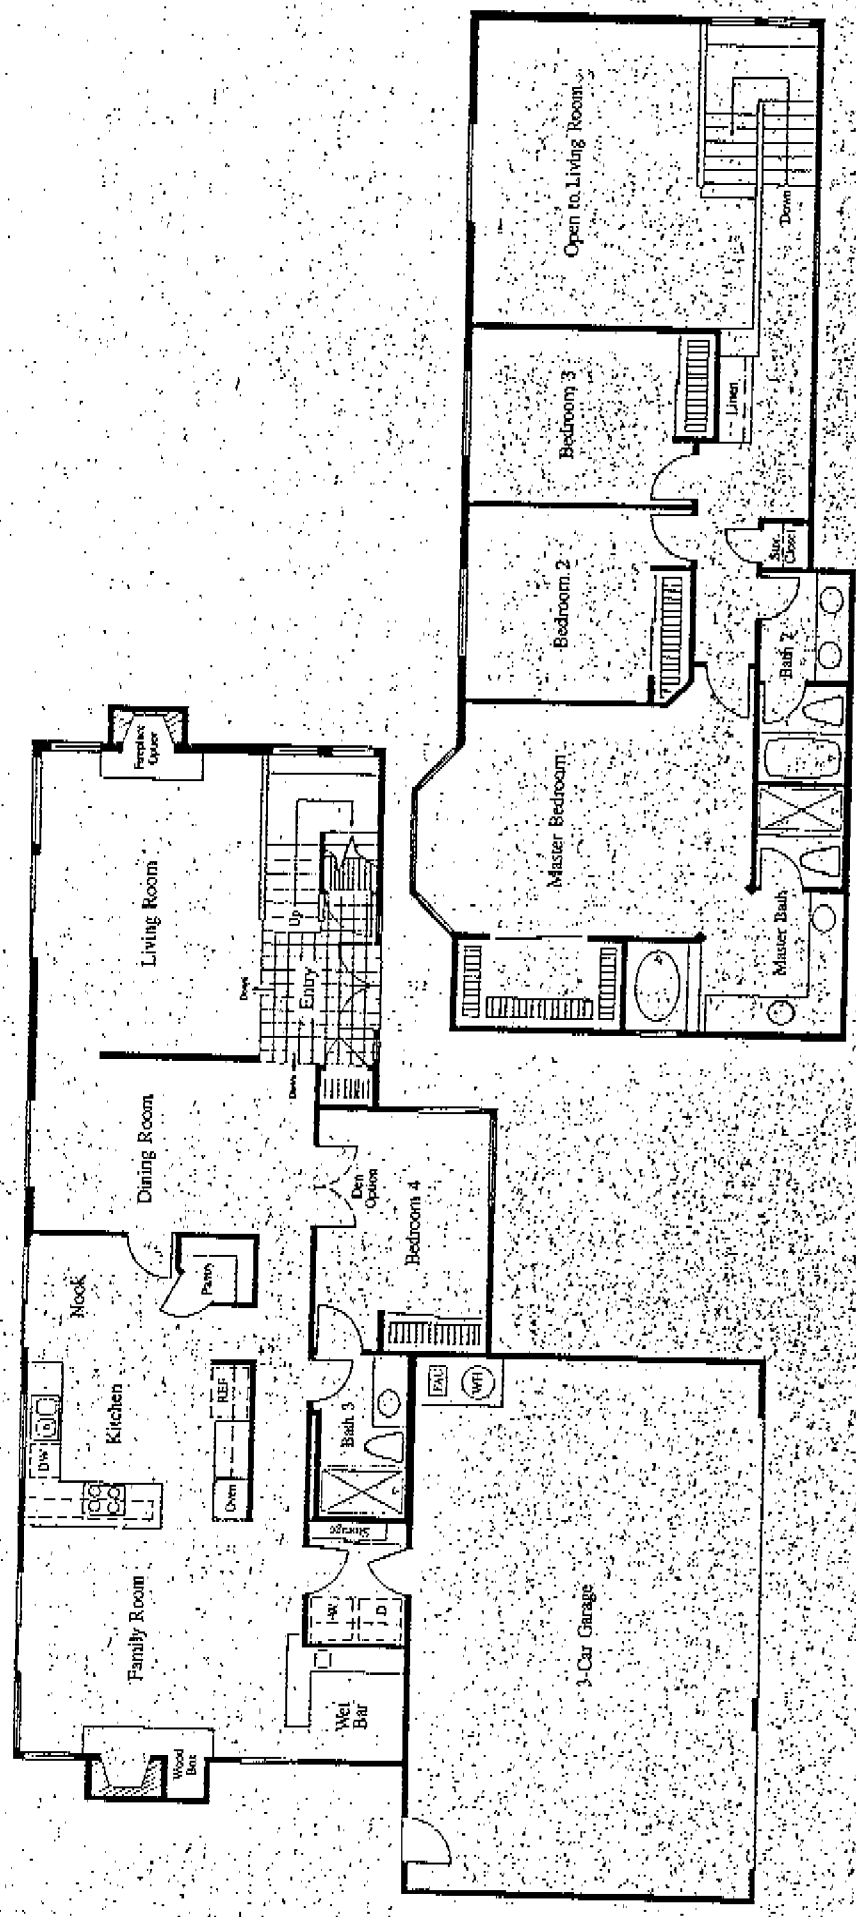 Open to Living Room
Down
Bedroom 3
Linen
Bedroom 2
Bath 2
Master Bedroom
Master Bath
Fireplace
Option
Living Room
Up
Entry
Down
Down
Dining Room
Den
Option
Bedroom 4
Nook
Pantry
Kitchen
DW
REF
Oven
FAU
WH
Bath 3
Storage
Family Room
W
D
Wet
Bar
Wood
Box
3-Car Garage